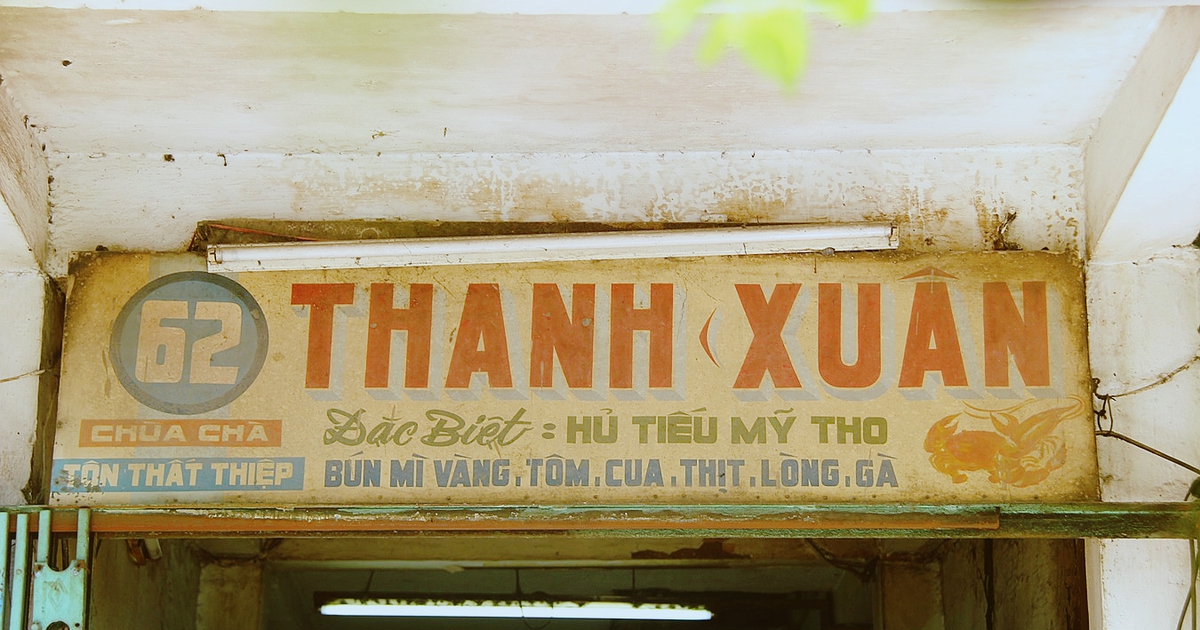 62
THANH XUÂN
CHÙA CHÀ
TÔN THẤT THIỆP
Đặc Biệt : HỦ TIẾU MỸ THO
BÚN MÌ VÀNG, TÔM, CUA, THỊT, LÒNG, GÀ